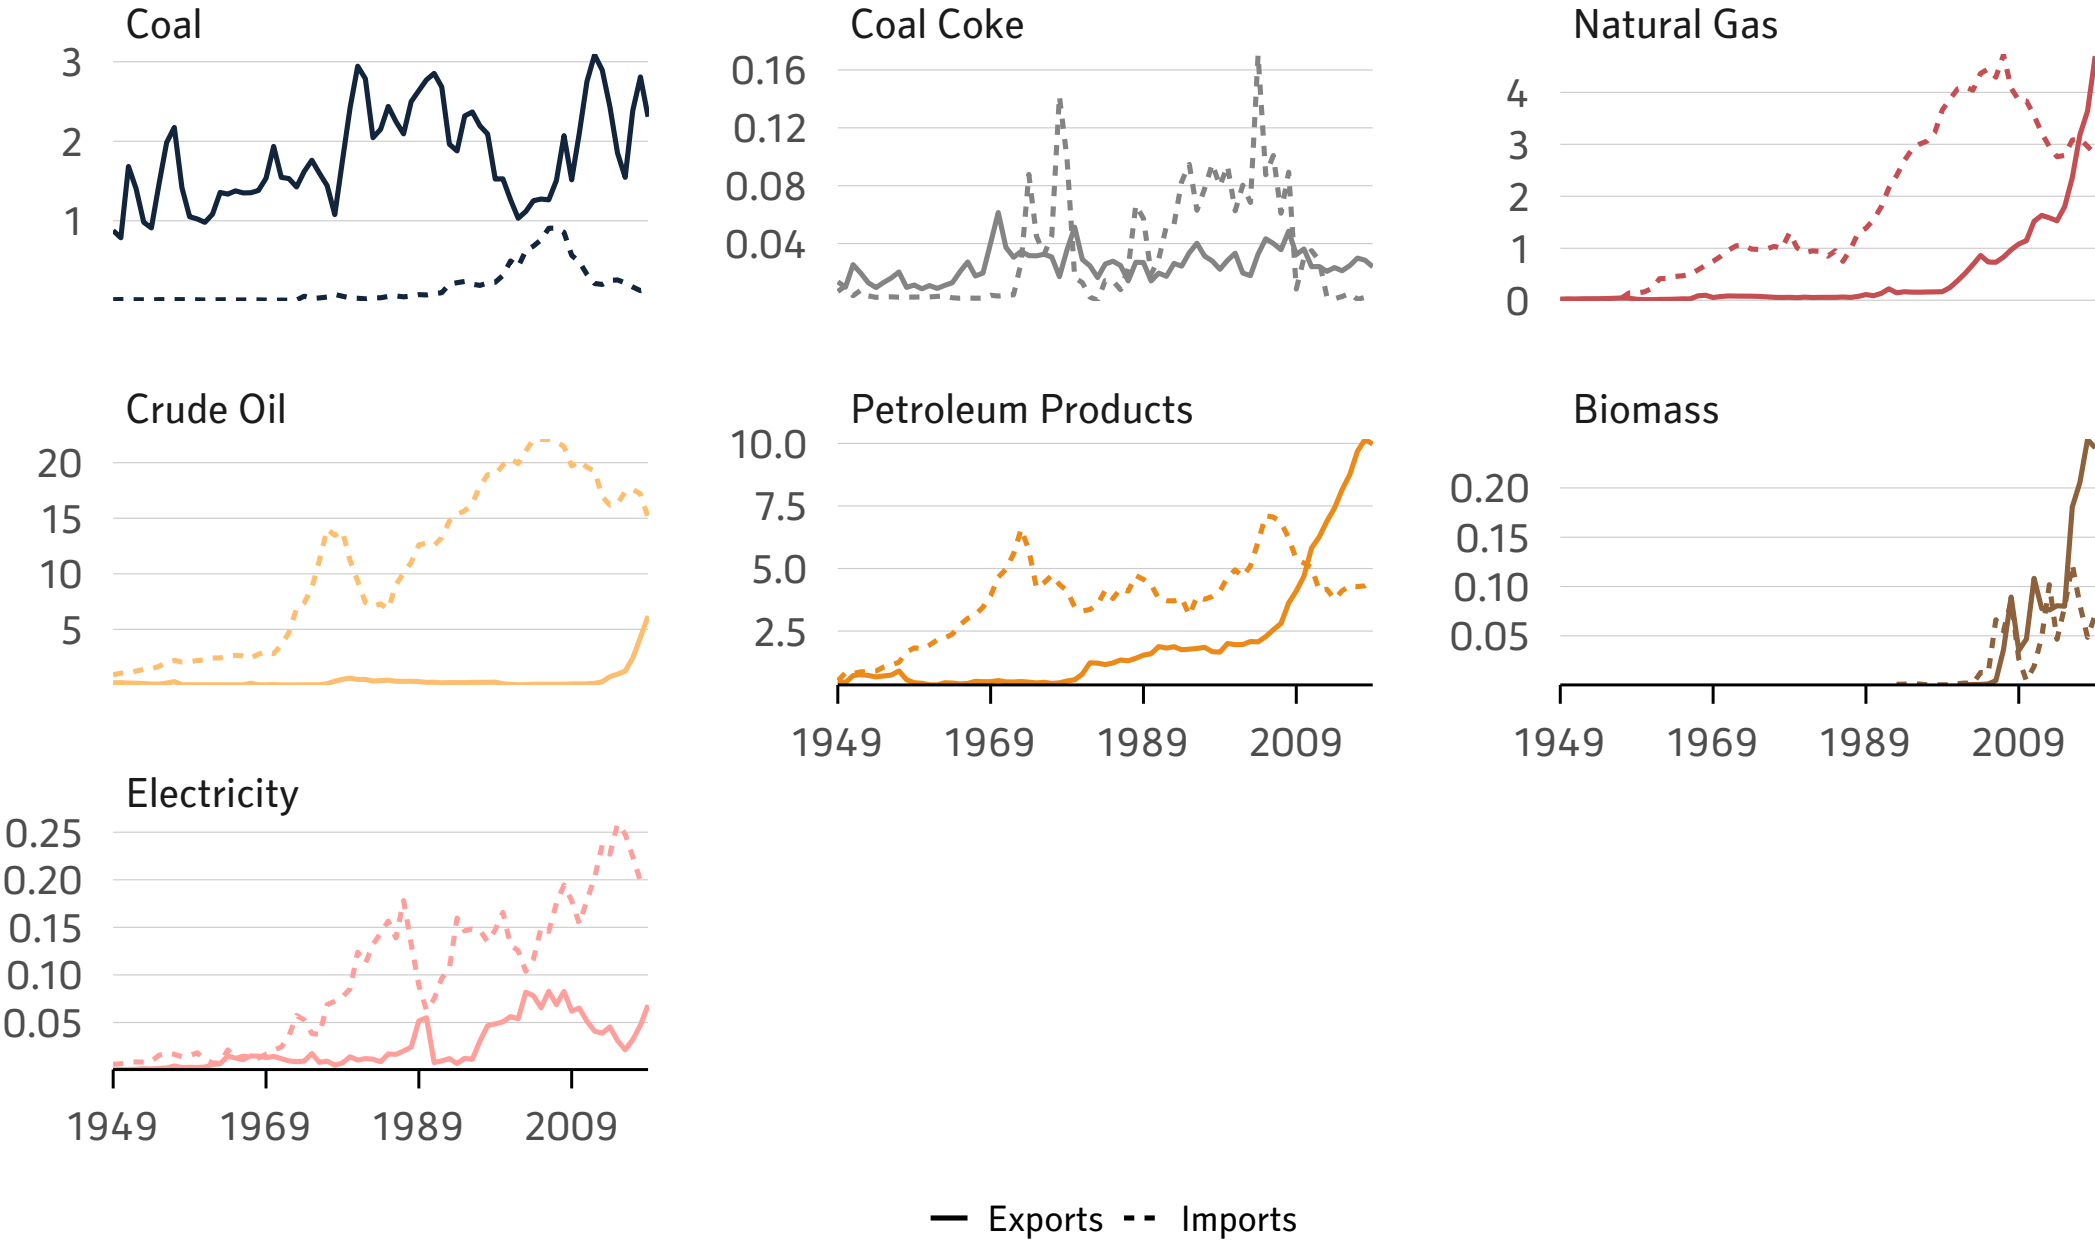 Coal
3
2
1
Coal Coke
0.16
0.12
0.08
0.04
Natural Gas
4
3
2
1
0
Crude Oil
20
15
10
5
Petroleum Products
10.0
7.5
5.0
2.5
1949 1969 1989 2009
Biomass
0.20
0.15
0.10
0.05
1949 1969 1989 2009
Electricity
0.25
0.20
0.15
0.10
0.05
1949 1969 1989 2009
Exports Imports